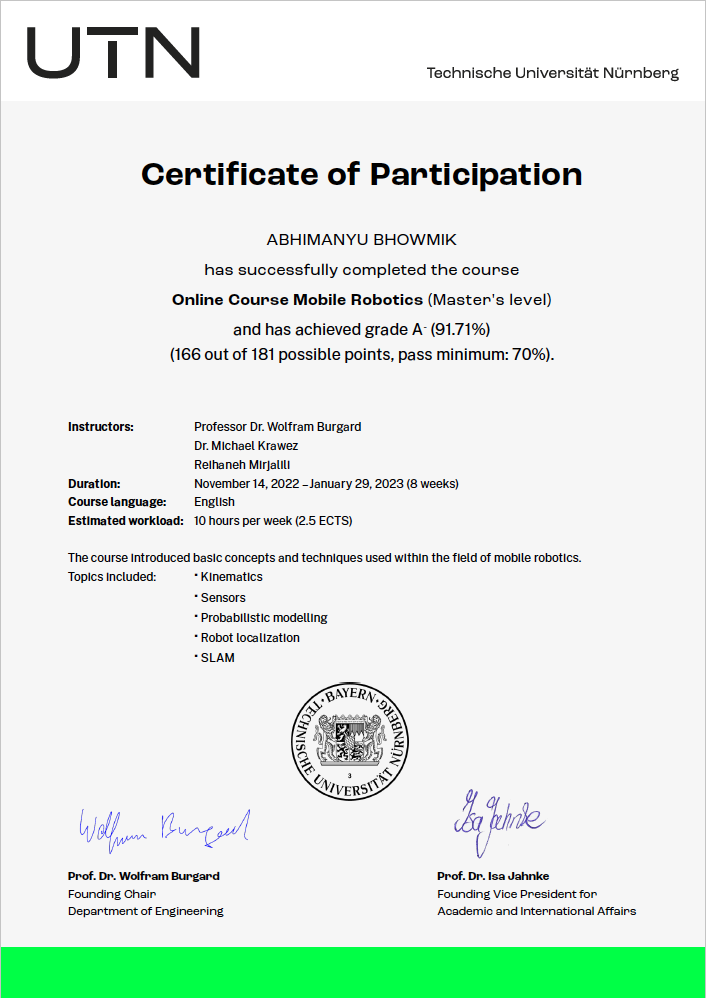 UTN
Technische Universität Nürnberg
Certificate of Participation
ABHIMANYU BHOWMIK
has successfully completed the course
Online Course Mobile Robotics (Master's level)
and has achieved grade A- (91.71%)
(166 out of 181 possible points, pass minimum: 70%).
Instructors: Professor Dr. Wolfram Burgard
Dr. Michael Krawez
Reihaneh Mirjalili
Duration: November 14, 2022 – January 29, 2023 (8 weeks)
Course language: English
Estimated workload: 10 hours per week (2.5 ECTS)
The course introduced basic concepts and techniques used within the field of mobile robotics.
Topics included: • Kinematics
• Sensors
• Probabilistic modelling
• Robot localization
• SLAM
TECHNISCHE UNIVERSITÄT NÜRNBERG • BAYERN •
3
Wolfram Burgard
Isa Jahnke
Prof. Dr. Wolfram Burgard
Founding Chair
Department of Engineering
Prof. Dr. Isa Jahnke
Founding Vice President for
Academic and International Affairs